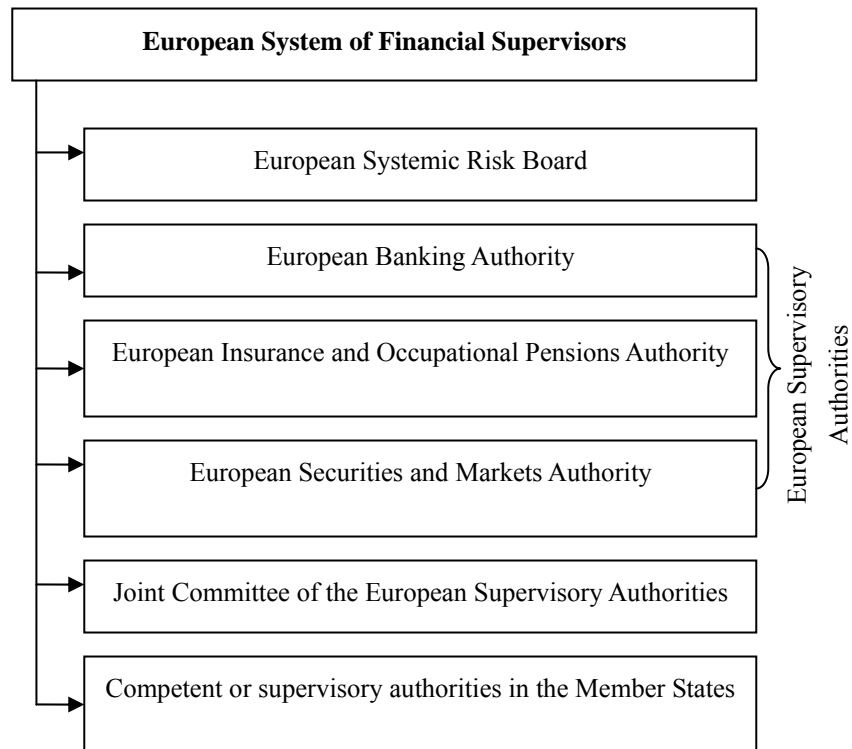 European System of Financial Supervisors
European Systemic Risk Board
European Banking Authority
European Insurance and Occupational Pensions Authority
European Securities and Markets Authority
European Supervisory
Authorities
Joint Committee of the European Supervisory Authorities
Competent or supervisory authorities in the Member States